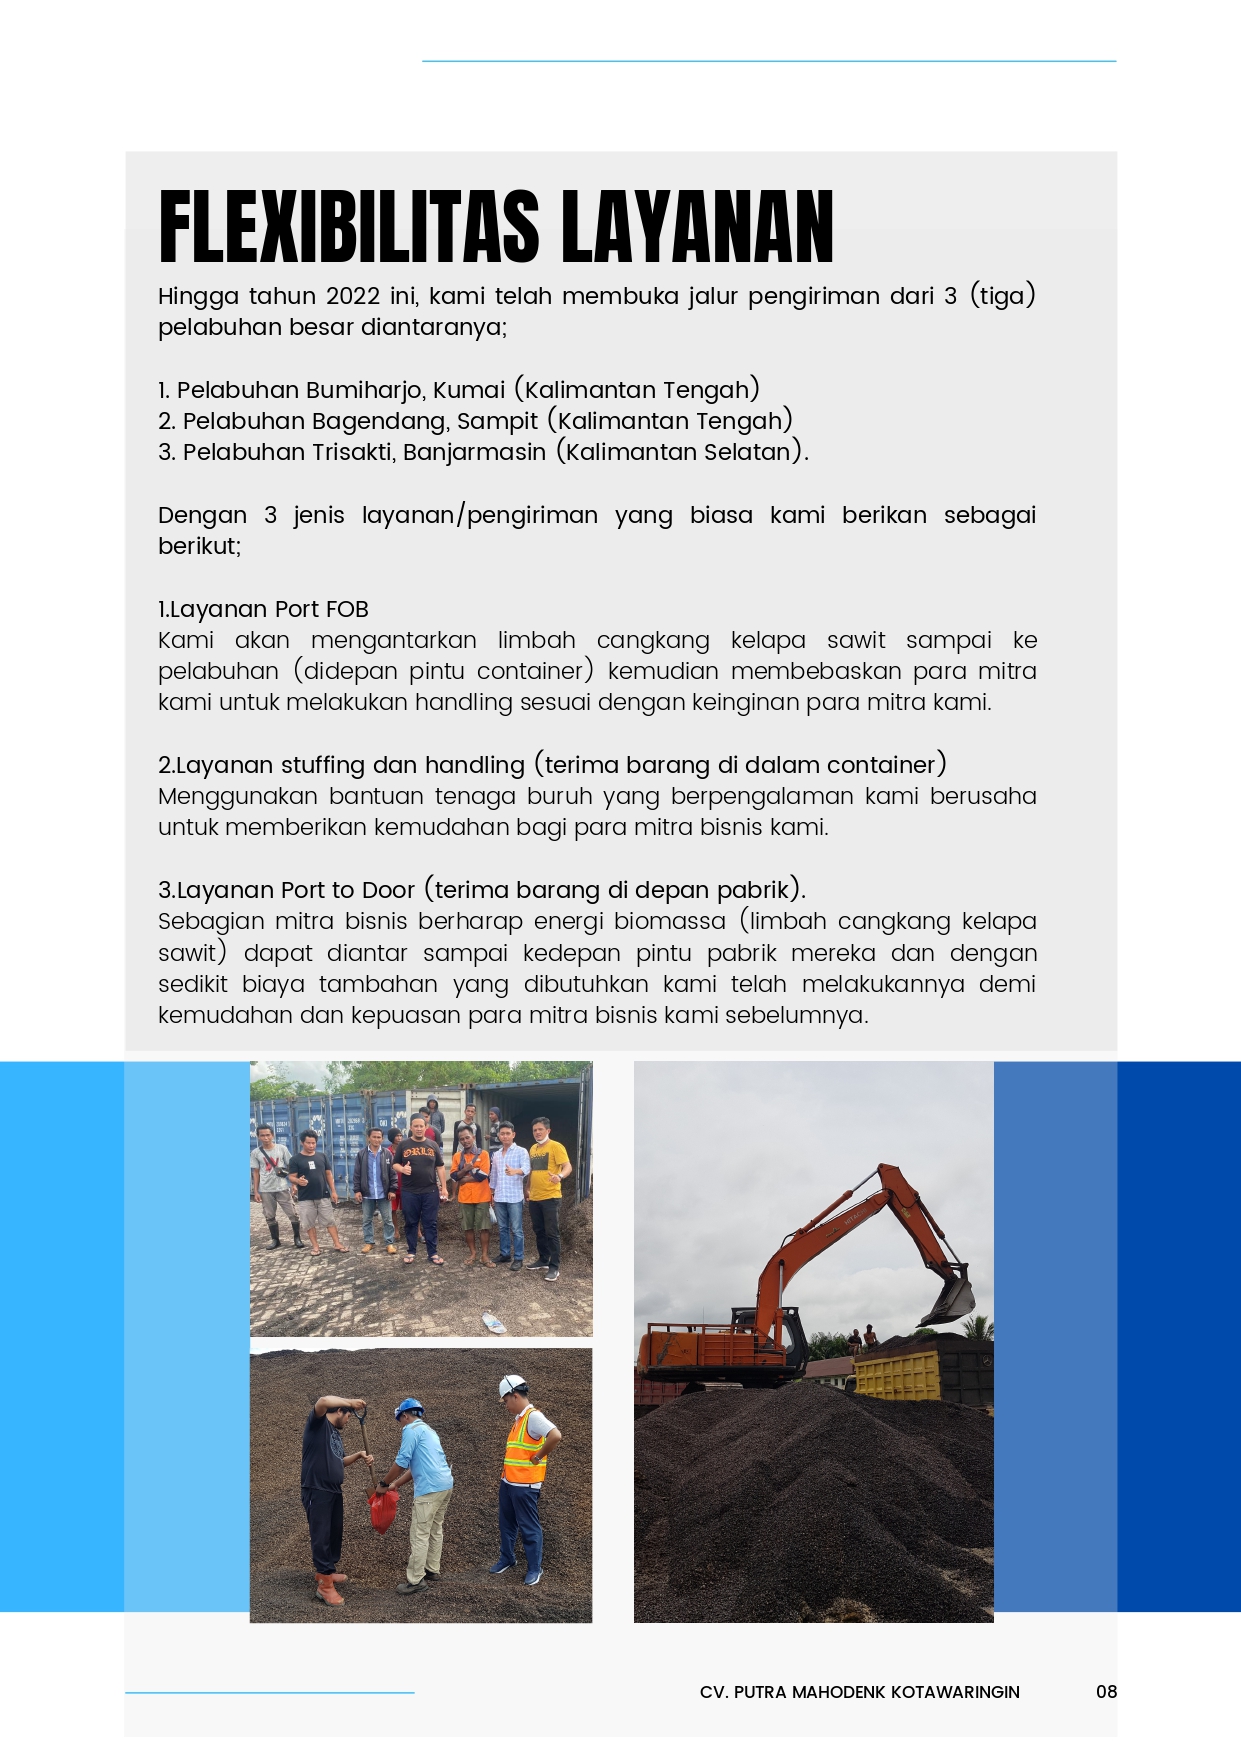 FLEXIBILITAS LAYANAN
Hingga tahun 2022 ini, kami telah membuka jalur pengiriman dari 3 (tiga)
pelabuhan besar diantaranya;
1. Pelabuhan Bumiharjo, Kumai (Kalimantan Tengah)
2. Pelabuhan Bagendang, Sampit (Kalimantan Tengah)
3. Pelabuhan Trisakti, Banjarmasin (Kalimantan Selatan).
Dengan 3 jenis layanan/pengiriman yang biasa kami berikan sebagai
berikut;
1.Layanan Port FOB
Kami akan mengantarkan limbah cangkang kelapa sawit sampai ke
pelabuhan (didepan pintu container) kemudian membebaskan para mitra
kami untuk melakukan handling sesuai dengan keinginan para mitra kami.
2.Layanan stuffing dan handling (terima barang di dalam container)
Menggunakan bantuan tenaga buruh yang berpengalaman kami berusaha
untuk memberikan kemudahan bagi para mitra bisnis kami.
3.Layanan Port to Door (terima barang di depan pabrik).
Sebagian mitra bisnis berharap energi biomassa (limbah cangkang kelapa
sawit) dapat diantar sampai kedepan pintu pabrik mereka dan dengan
sedikit biaya tambahan yang dibutuhkan kami telah melakukannya demi
kemudahan dan kepuasan para mitra bisnis kami sebelumnya.
HITACHI
CV. PUTRA MAHODENK KOTAWARINGIN
08